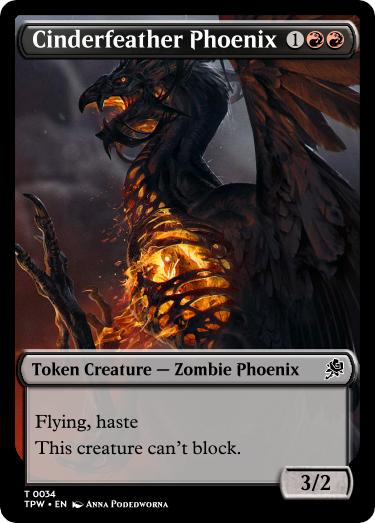 Cinderfeather Phoenix 1
Token Creature — Zombie Phoenix
Flying, haste
This creature can't block.
3/2
T 0034
TPW • EN Anna Podedworna